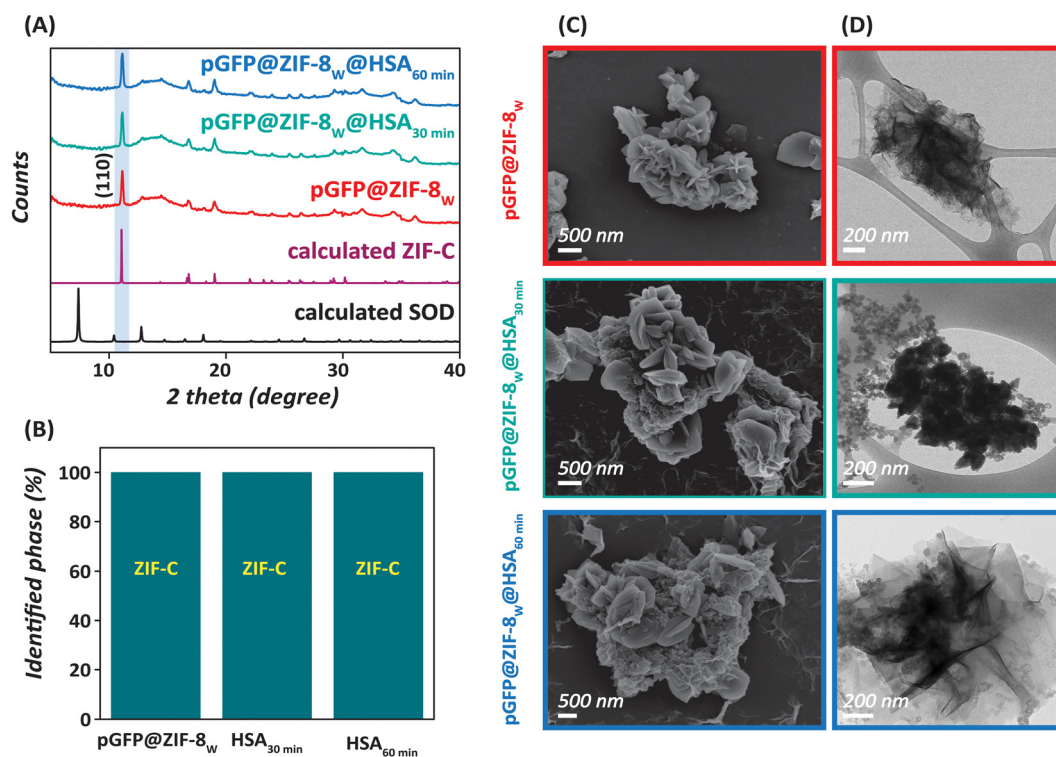 (A)
pGFP@ZIF-8W@HSA60 min
pGFP@ZIF-8W@HSA30 min
(110)
pGFP@ZIF-8W
calculated ZIF-C
calculated SOD
Counts
10 20 30 40
2 theta (degree)
(B)
Identified phase (%)
100
80
60
40
20
0
ZIF-C ZIF-C ZIF-C
pGFP@ZIF-8W HSA30 min HSA60 min
(C) (D)
pGFP@ZIF-8W
500 nm
200 nm
pGFP@ZIF-8W@HSA30 min
500 nm
200 nm
pGFP@ZIF-8W@HSA60 min
500 nm
200 nm